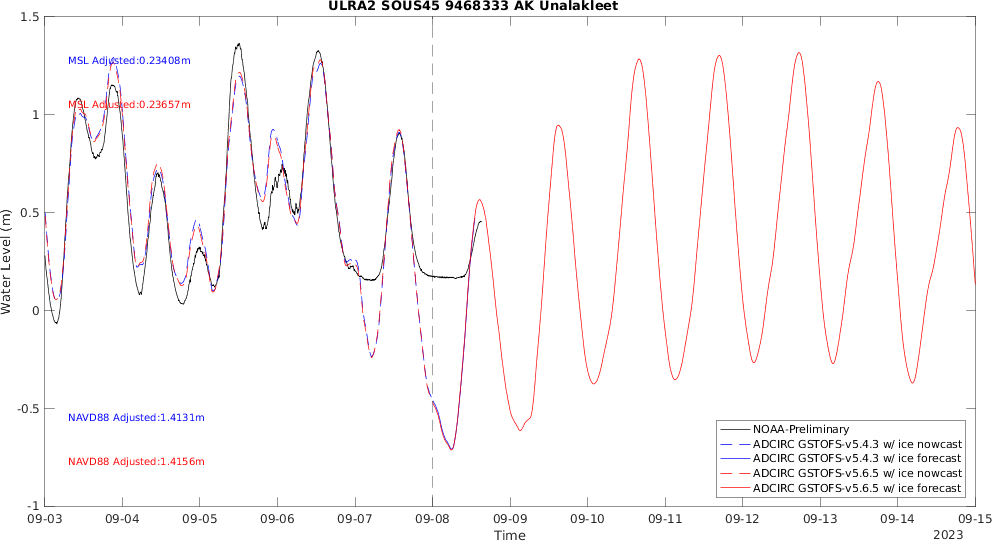 ULRA2 SOUS45 9468333 AK Unalakleet
1.5
1
0.5
0
-0.5
-1
Water Level (m)
MSL Adjusted:0.23408m
MSL Adjusted:0.23657m
NAVD88 Adjusted:1.4131m
NAVD88 Adjusted:1.4156m
NOAA-Preliminary
ADCIRC GSTOFS-v5.4.3 w/ ice nowcast
ADCIRC GSTOFS-v5.4.3 w/ ice forecast
ADCIRC GSTOFS-v5.6.5 w/ ice nowcast
ADCIRC GSTOFS-v5.6.5 w/ ice forecast
09-03 09-04 09-05 09-06 09-07 09-08 09-09 09-10 09-11 09-12 09-13 09-14 09-15
Time
2023